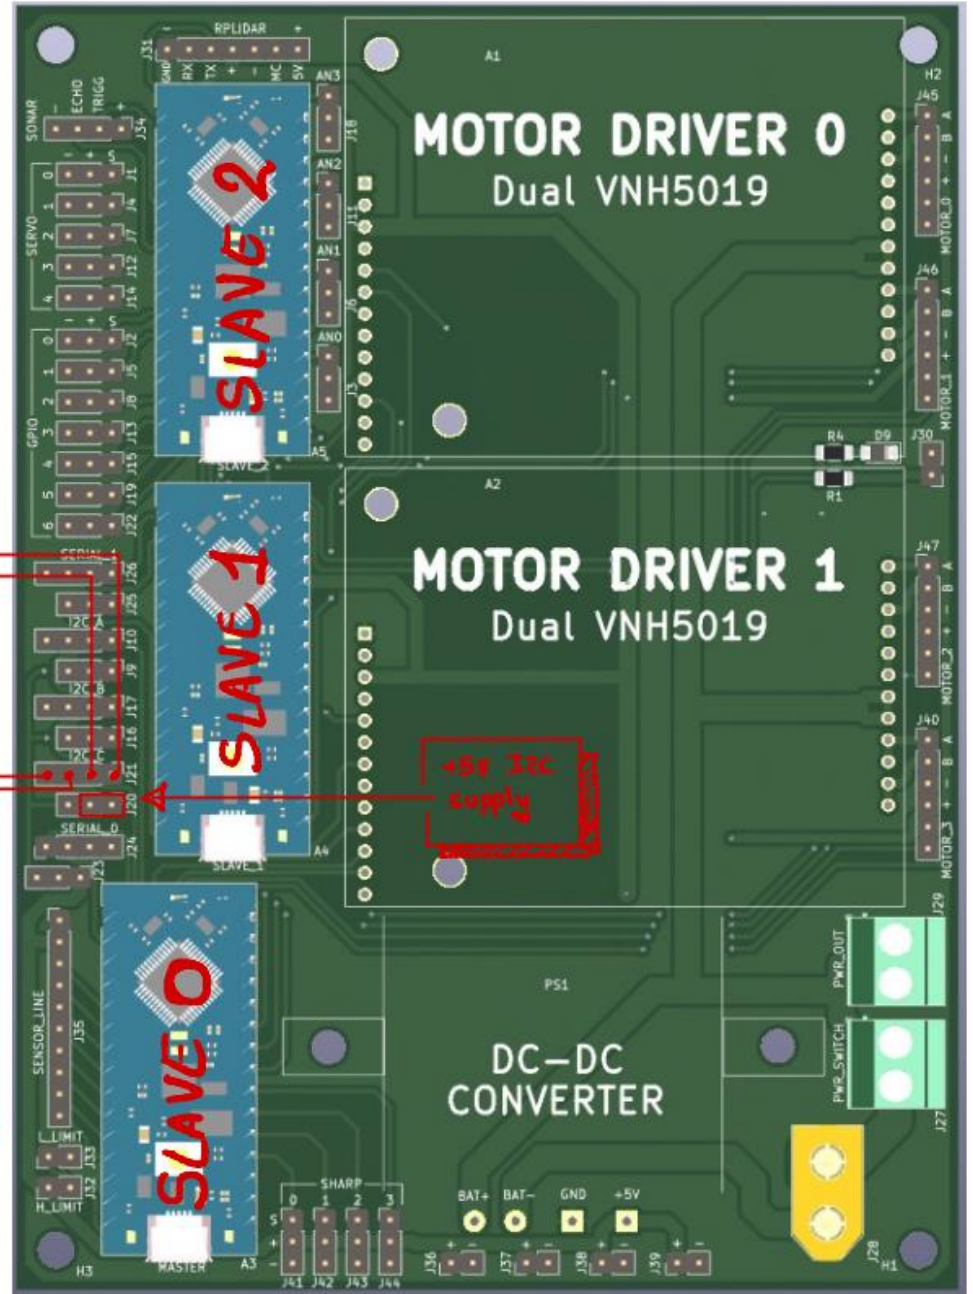 RPLIDAR
- +
J31
GND RX TX + - MC 5V
SONAR
- ECHO TRIGG +
J34
SERVO
- + S
0 J1
1 J4
2 J7
3 J12
4 J14
GPIO
- + S
0 J2
1 J5
2 J8
3 J13
4 J15
5 J19
6 J22
SERIAL_A
J26
J25
I2C_A
J10
J9
I2C_B
J17
J16
I2C_C
J21
J20
SERIAL_D
J24
J23
SENSOR_LINE
J35
L_LIMIT
J33
J32
H_LIMIT
H3
SLAVE 2
SLAVE_2
A5
SLAVE 1
SLAVE_1
A4
SLAVE 0
MASTER
A3
AN3
J18
AN2
J11
AN1
J6
AN0
J3
A1
MOTOR DRIVER 0
Dual VNH5019
H2
J45
A B - +
MOTOR_0
J46
A B - +
MOTOR_1
R4 D9 J30
R1
A2
MOTOR DRIVER 1
Dual VNH5019
+5V I2C
supply
J47
A B - +
MOTOR_2
J40
A B - +
MOTOR_3
PS1
DC-DC
CONVERTER
PWR_OUT
J29
PWR_SWITCH
J27
J28
H1
SHARP
0 1 2 3
S
+
-
J41 J42 J43 J44
BAT+ BAT- GND +5V
J36 + -
J37 + -
J38 + -
J39 + -